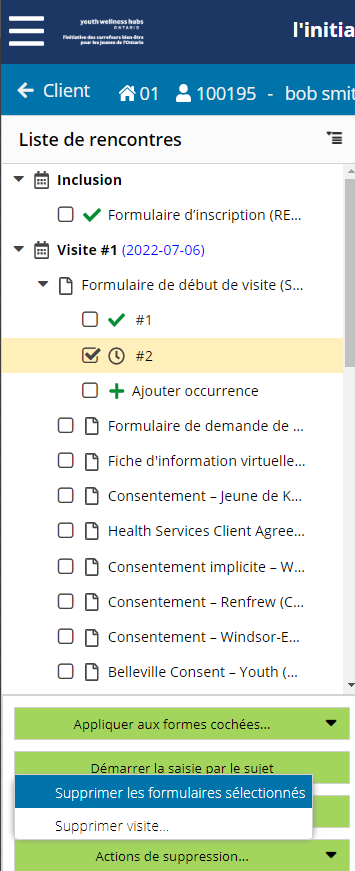 youth wellness hubs
ONTARIO
l'initiative des carrefours bien-être
pour les jeunes de l'Ontario
l'initia
Client 01 100195 - bob smit
Liste de rencontres
Inclusion
Formulaire d'inscription (RE...
Visite #1 (2022-07-06)
Formulaire de début de visite (S...
#1
#2
Ajouter occurrence
Formulaire de demande de ...
Fiche d'information virtuelle...
Consentement – Jeune de K...
Health Services Client Agree...
Consentement implicite – W...
Consentement – Renfrew (C...
Consentement – Windsor-E...
Belleville Consent – Youth (...
Appliquer aux formes cochées...
Démarrer la saisie par le sujet
Supprimer les formulaires sélectionnés
Supprimer visite...
Actions de suppression...